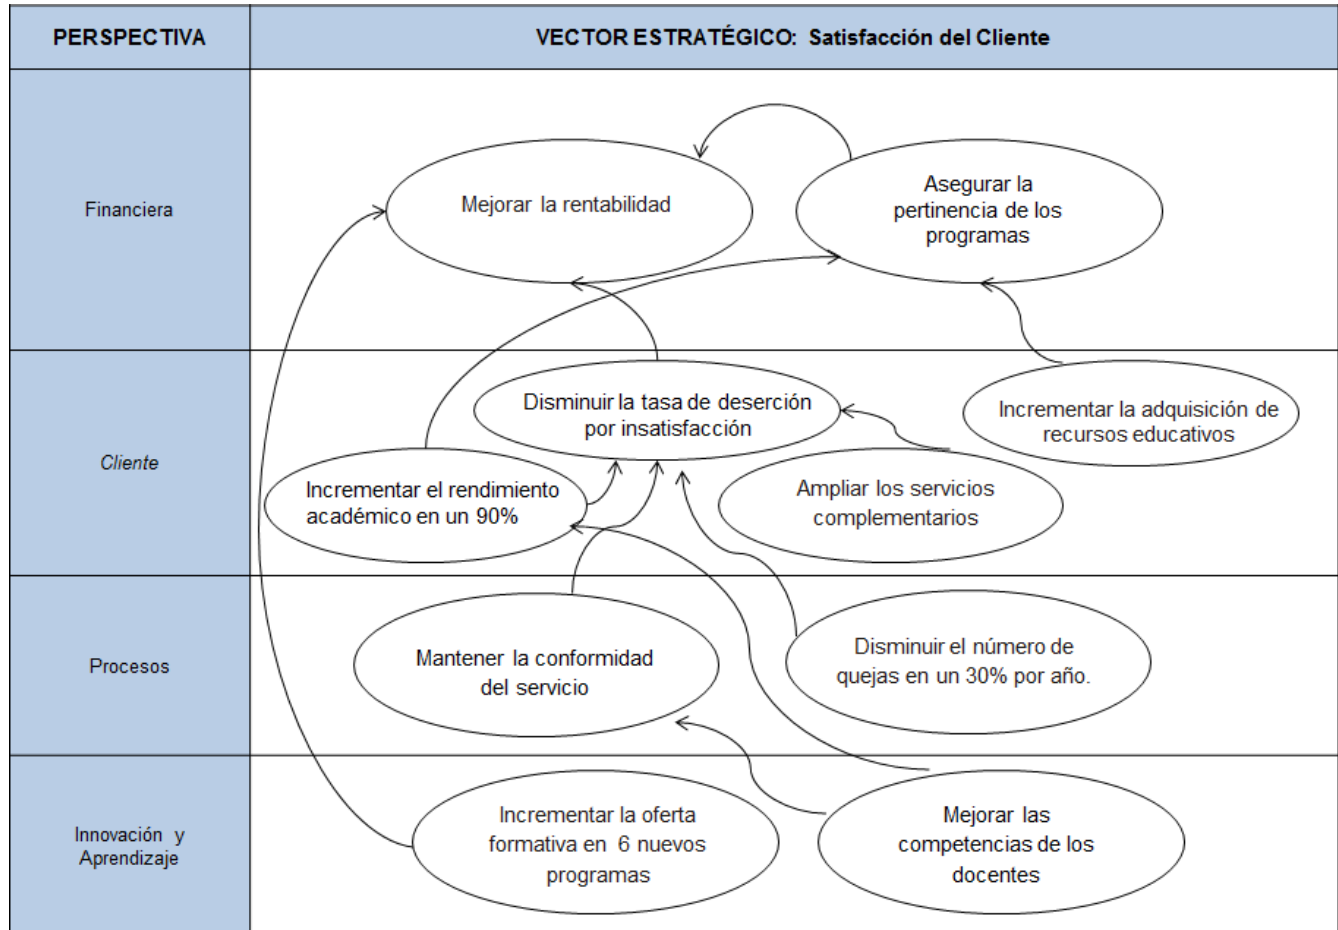 PERSPECTIVA
VECTOR ESTRATÉGICO: Satisfacción del Cliente
Financiera
Mejorar la rentabilidad
Asegurar la
pertinencia de los
programas
Cliente
Disminuir la tasa de deserción
por insatisfacción
Incrementar la adquisición de
recursos educativos
Incrementar el rendimiento
académico en un 90%
Ampliar los servicios
complementarios
Procesos
Mantener la conformidad
del servicio
Disminuir el número de
quejas en un 30% por año.
Innovación y
Aprendizaje
Incrementar la oferta
formativa en 6 nuevos
programas
Mejorar las
competencias de los
docentes